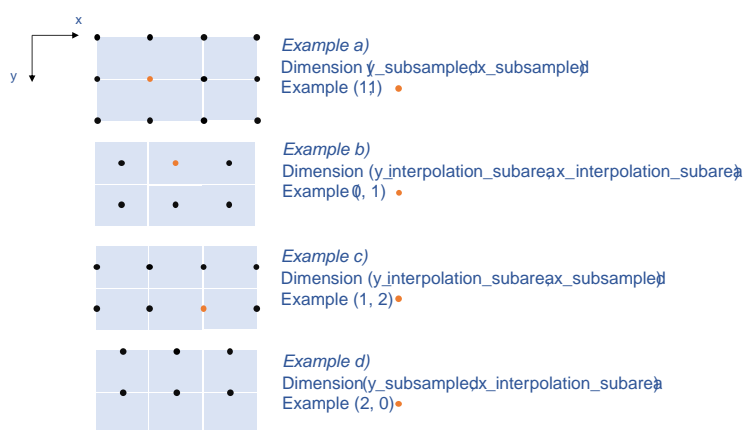 x
y
Example a)
Dimension (y_subsampled, x_subsampled)
Example (1, 1)
Example b)
Dimension (y_interpolation_subarea, x_interpolation_subarea)
Example (0, 1)
Example c)
Dimension (y_interpolation_subarea, x_subsampled)
Example (1, 2)
Example d)
Dimension (y_subsampled, x_interpolation_subarea)
Example (2, 0)